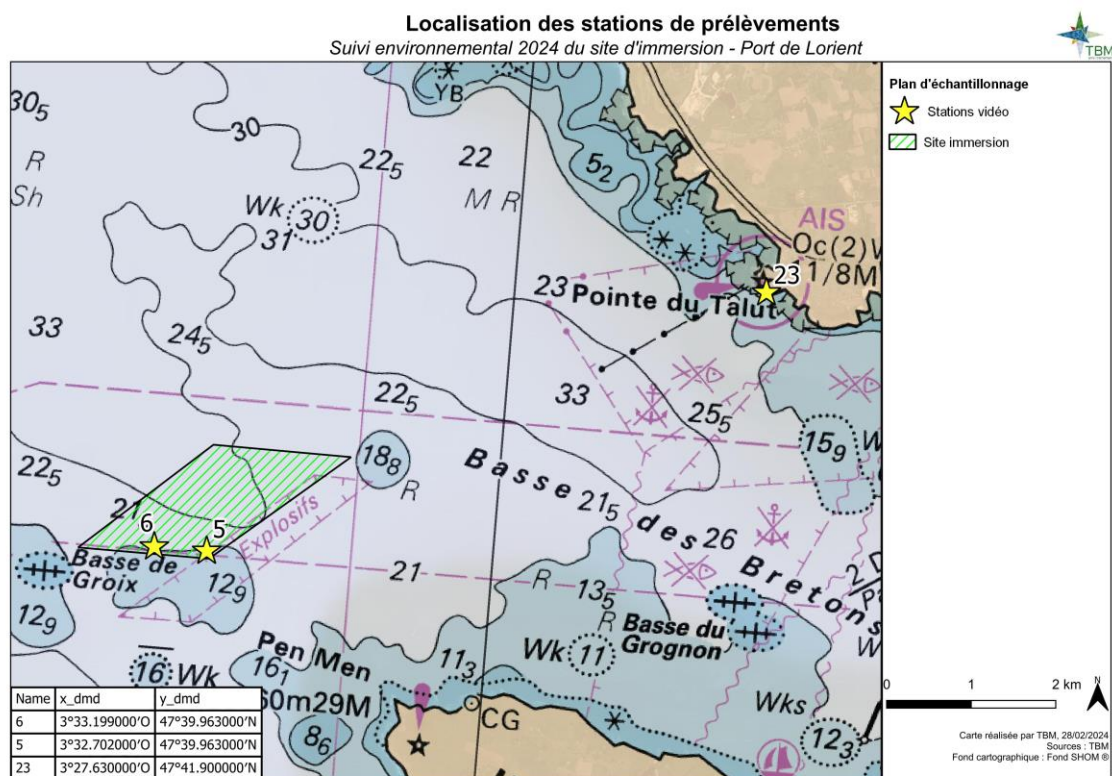 Localisation des stations de prélèvements
Suivi environnemental 2024 du site d'immersion - Port de Lorient
TBM
Plan d'échantillonnage
Stations vidéo
Site immersion
30₅
30
22₅
22
YB
5₂
R
Sh
Wk 30
31
M R
AIS
Oc(2)W
1/8M
23
23
Pointe du Talut
33
24₅
22₅
33
25₅
15₉
W
22₅
18₈
R
Basse des Bretons
21₅
26
21
6
5
Explosifs
Basse de
Groix
12₉
12₉
21
R
13₅
R
Basse du
Grognon
Wk 11
2
W
Pen Men
16
Wk
16₁
11₃
60m29M
CG
8₆
Wks
12₃
Name x_dmd y_dmd
6 3°33.199000'O 47°39.963000'N
5 3°32.702000'O 47°39.963000'N
23 3°27.630000'O 47°41.900000'N
0 1 2 km
N
Carte réalisée par TBM, 28/02/2024
Sources : TBM
Fond cartographique : Fond SHOM ®